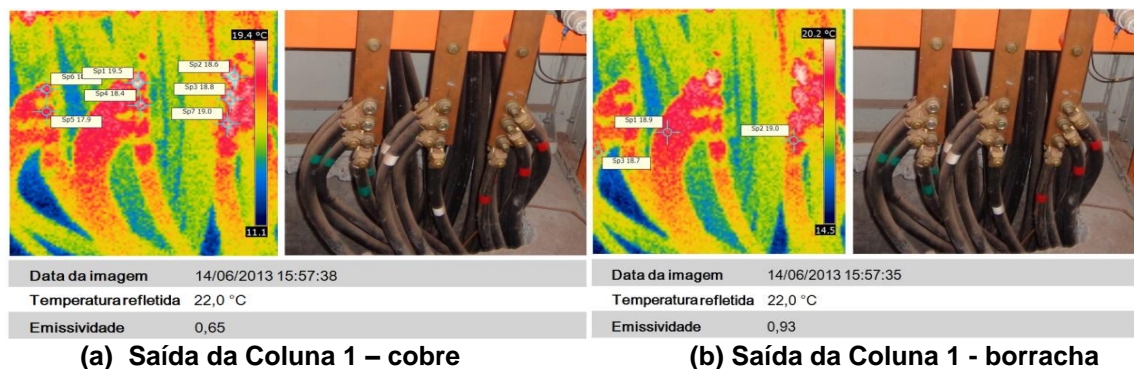 19.4 °C
Sp2 18.6
Sp1 19.5
Sp3 18.8
Sp4 18.4
Sp7 19.0
Sp5 17.9
11.1
20.2 °C
Sp1 18.9
Sp2 19.0
Sp3 18.7
14.5
Data da imagem 14/06/2013 15:57:38
Temperatura refletida 22,0 °C
Emissividade 0,65
Data da imagem 14/06/2013 15:57:35
Temperatura refletida 22,0 °C
Emissividade 0,93
(a) Saída da Coluna 1 – cobre
(b) Saída da Coluna 1 - borracha